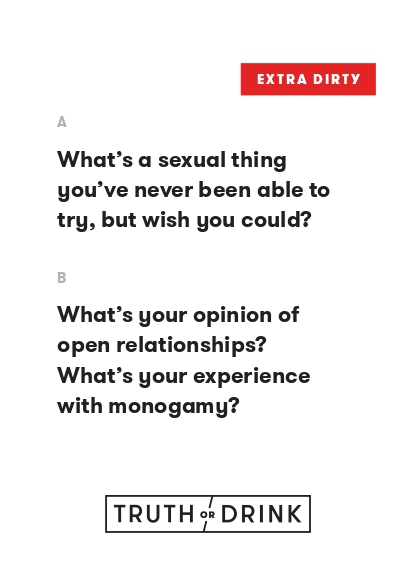 EXTRA DIRTY
A
What’s a sexual thing
you’ve never been able to
try, but wish you could?
B
What’s your opinion of
open relationships?
What’s your experience
with monogamy?
TRUTH OR DRINK